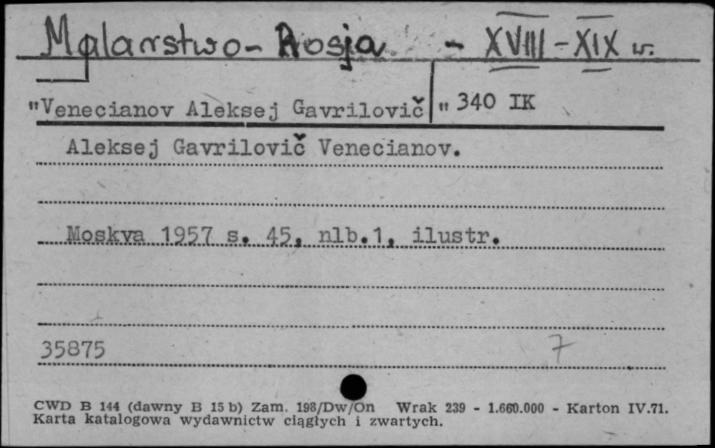 Malarstwo - Rosja - XVIII - XIX w.
"Venecianov Aleksej Gavrilovič" 340 IK
Aleksej Gavrilovič Venecianov.
Moskva 1957 s. 45, nlb.1, ilustr.
35875 7
CWD B 144 (dawny B 15 b) Zam. 198/Dw/On Wrak 239 - 1.660.000 - Karton IV.71.
Karta katalogowa wydawnictw ciągłych i zwartych.